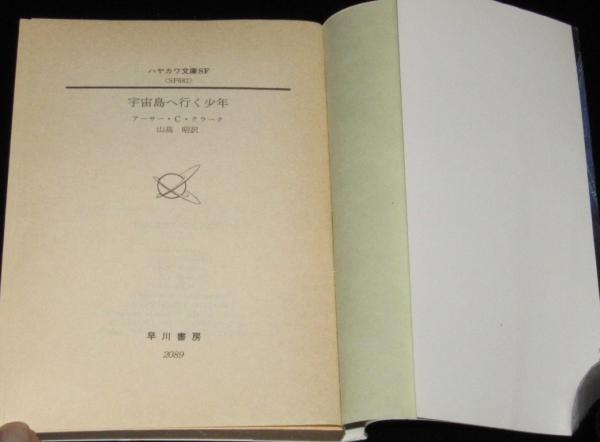 ハヤカワ文庫SF
〈SF682〉
宇宙島へ行く少年
アーサー・C・クラーク
山高 昭訳
早川書房
2089